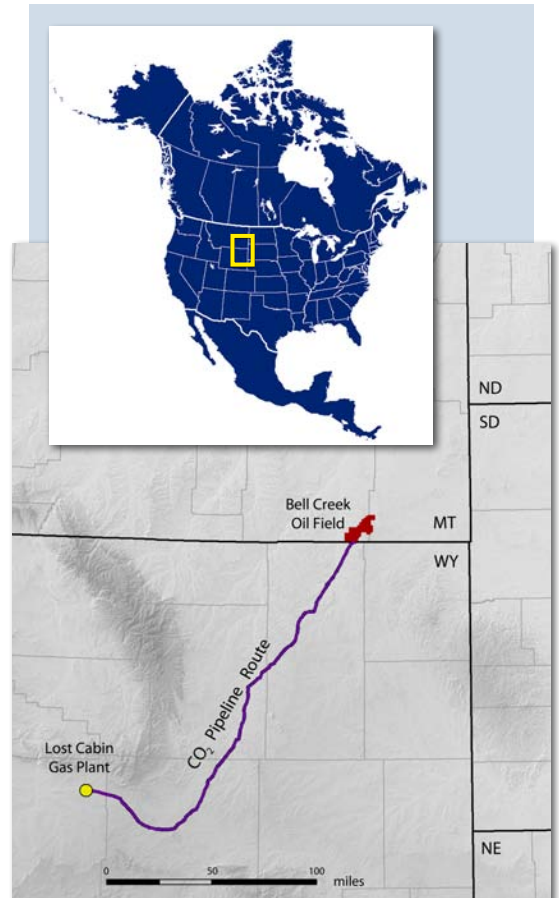 ND
SD
Bell Creek
Oil Field
MT
WY
CO₂ Pipeline Route
Lost Cabin
Gas Plant
NE
0 50 100
miles